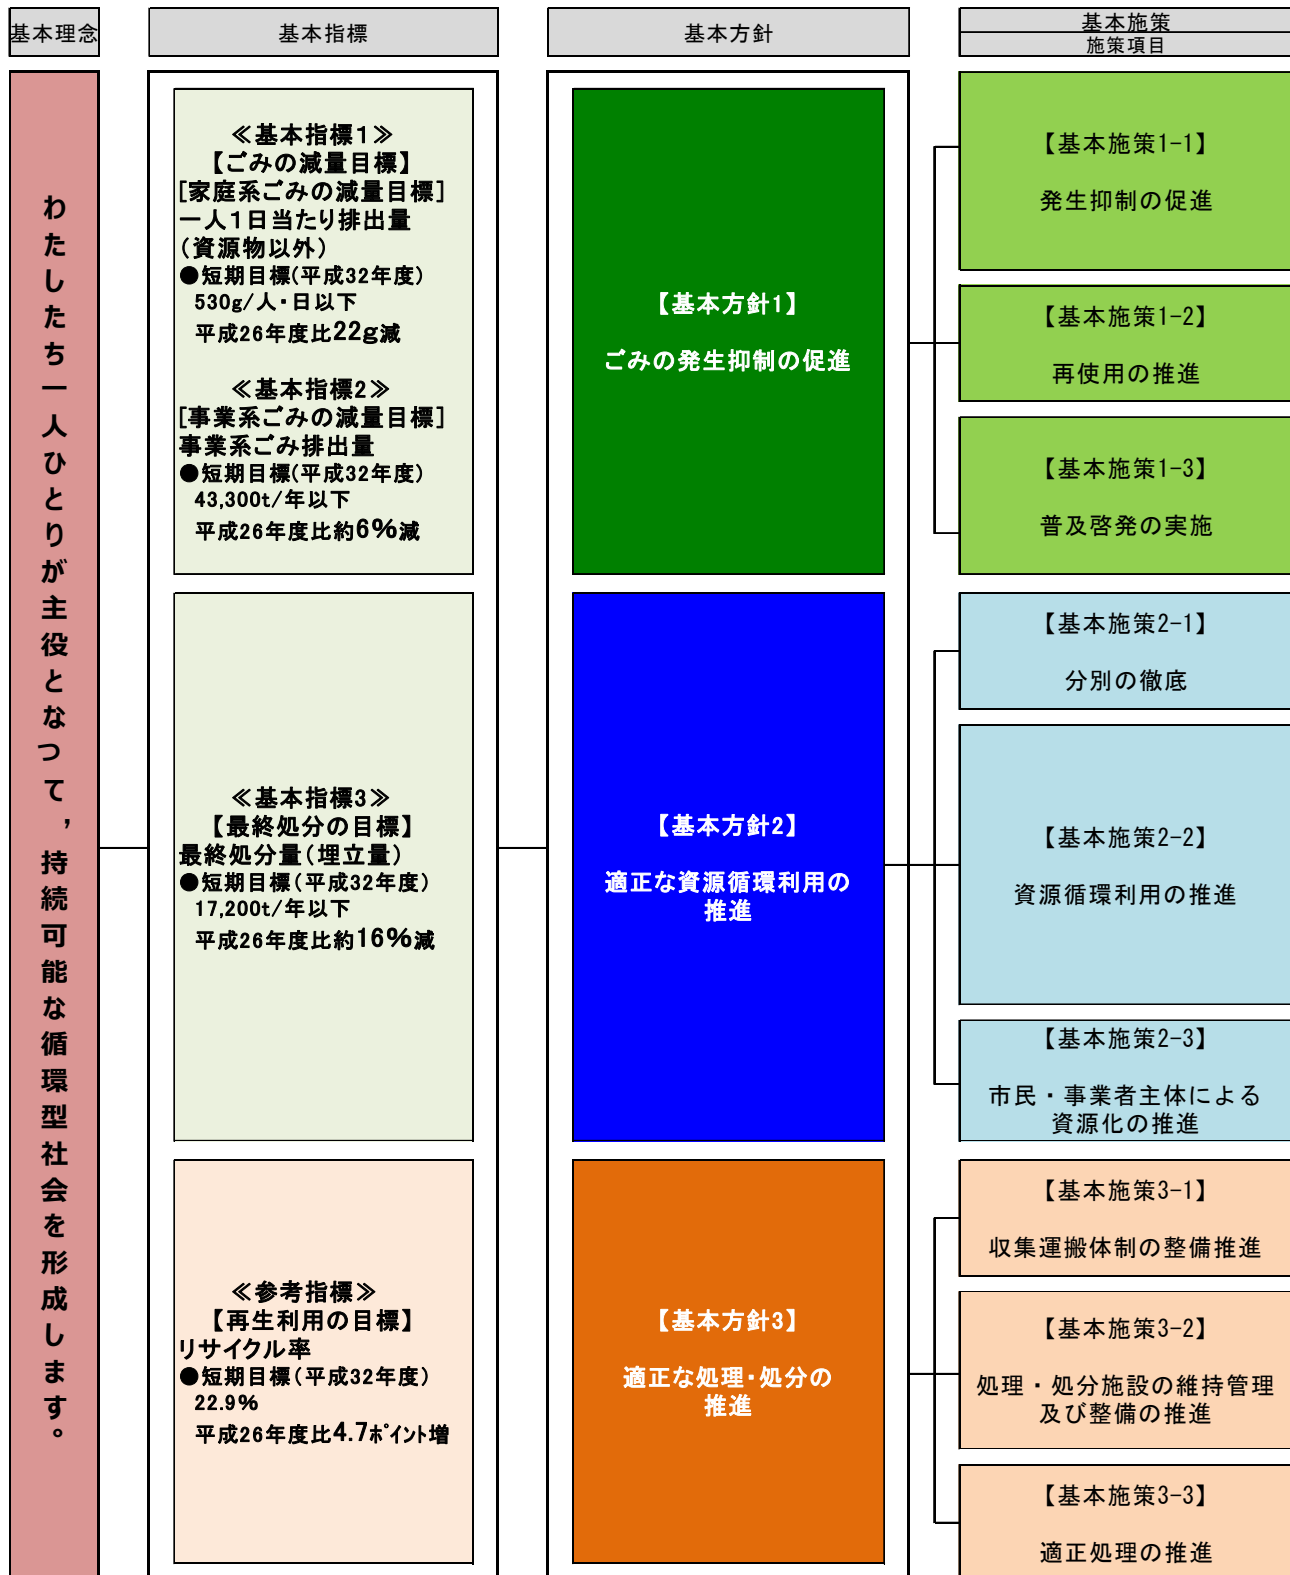 基本理念
基本指標
基本方針
基本施策
施策項目
わたしたち一人ひとりが主役となつて，持続可能な循環型社会を形成します。
≪基本指標1≫
【ごみの減量目標】
[家庭系ごみの減量目標]
一人1日当たり排出量
（資源物以外）
●短期目標(平成32年度)
530g/人・日以下
平成26年度比22g減
≪基本指標2≫
[事業系ごみの減量目標]
事業系ごみ排出量
●短期目標(平成32年度)
43,300t/年以下
平成26年度比約6%減
≪基本指標3≫
【最終処分の目標】
最終処分量（埋立量）
●短期目標（平成32年度）
17,200t/年以下
平成26年度比約16%減
≪参考指標≫
【再生利用の目標】
リサイクル率
●短期目標（平成32年度）
22.9%
平成26年度比4.7ﾎﾟｲﾝﾄ増
【基本方針1】
ごみの発生抑制の促進
【基本方針2】
適正な資源循環利用の
推進
【基本方針3】
適正な処理・処分の
推進
【基本施策1-1】
発生抑制の促進
【基本施策1-2】
再使用の推進
【基本施策1-3】
普及啓発の実施
【基本施策2-1】
分別の徹底
【基本施策2-2】
資源循環利用の推進
【基本施策2-3】
市民・事業者主体による
資源化の推進
【基本施策3-1】
収集運搬体制の整備推進
【基本施策3-2】
処理・処分施設の維持管理
及び整備の推進
【基本施策3-3】
適正処理の推進